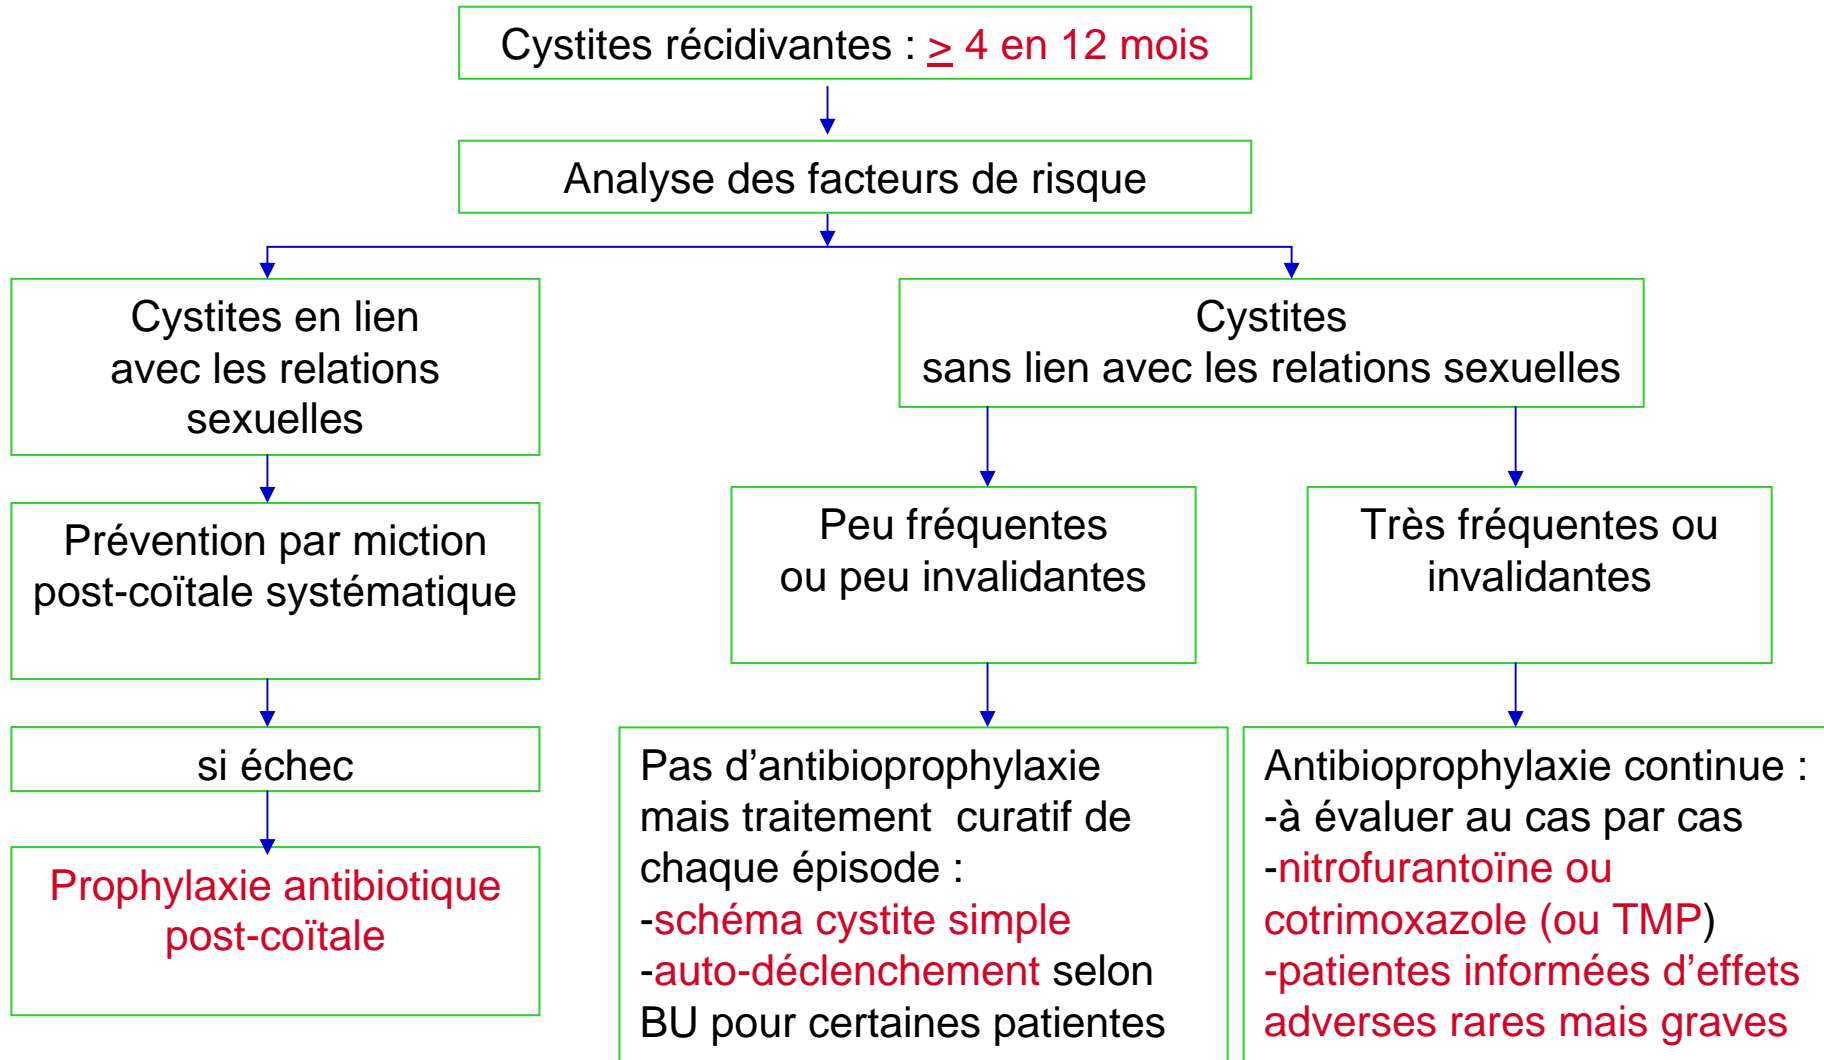 Cystites récidivantes : ≥ 4 en 12 mois
Analyse des facteurs de risque
Cystites en lien
avec les relations
sexuelles
Cystites
sans lien avec les relations sexuelles
Prévention par miction
post-coïtale systématique
Peu fréquentes
ou peu invalidantes
Très fréquentes ou
invalidantes
si échec
Prophylaxie antibiotique
post-coïtale
Pas d’antibioprophylaxie
mais traitement curatif de
chaque épisode :
-schéma cystite simple
-auto-déclenchement selon
BU pour certaines patientes
Antibioprophylaxie continue :
-à évaluer au cas par cas
-nitrofurantoïne ou
cotrimoxazole (ou TMP)
-patientes informées d’effets
adverses rares mais graves